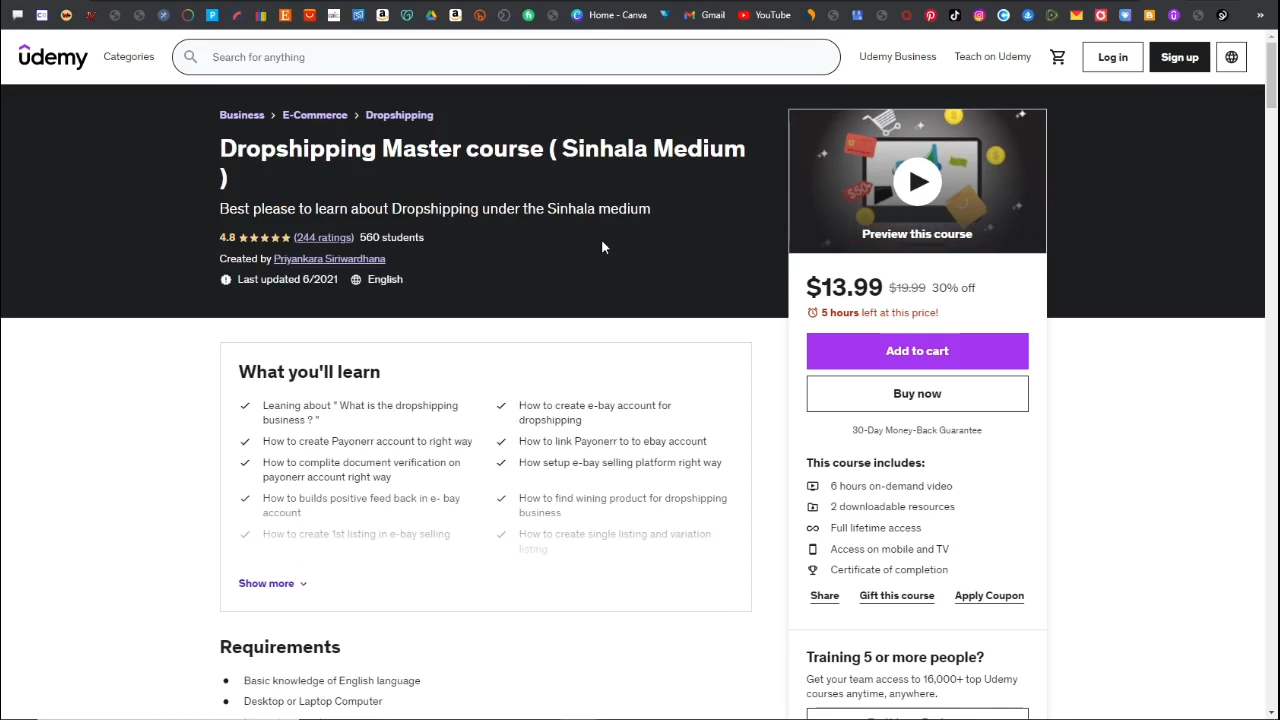 Home - Canva
Gmail
YouTube
»
ûdemy
Categories
Search for anything
Udemy Business
Teach on Udemy
Log in
Sign up
Business > E-Commerce > Dropshipping
Dropshipping Master course ( Sinhala Medium
)
Best please to learn about Dropshipping under the Sinhala medium
4.8 ★★★★★ (244 ratings) 560 students
Created by Priyankara Siriwardhana
Last updated 6/2021 English
Preview this course
$13.99 $19.99 30% off
5 hours left at this price!
Add to cart
Buy now
30-Day Money-Back Guarantee
This course includes:
6 hours on-demand video
2 downloadable resources
Full lifetime access
Access on mobile and TV
Certificate of completion
Share
Gift this course
Apply Coupon
Training 5 or more people?
Get your team access to 16,000+ top Udemy
courses anytime, anywhere.
What you'll learn
Leaning about " What is the dropshipping
business ? "
How to create Payonerr account to right way
How to complite document verification on
payonerr account right way
How to builds positive feed back in e- bay
account
How to create 1st listing in e-bay selling
How to create e-bay account for
dropshipping
How to link Payonerr to to ebay account
How setup e-bay selling platform right way
How to find wining product for dropshipping
business
How to create single listing and variation
listing
Show more
Requirements
Basic knowledge of English language
Desktop or Laptop Computer